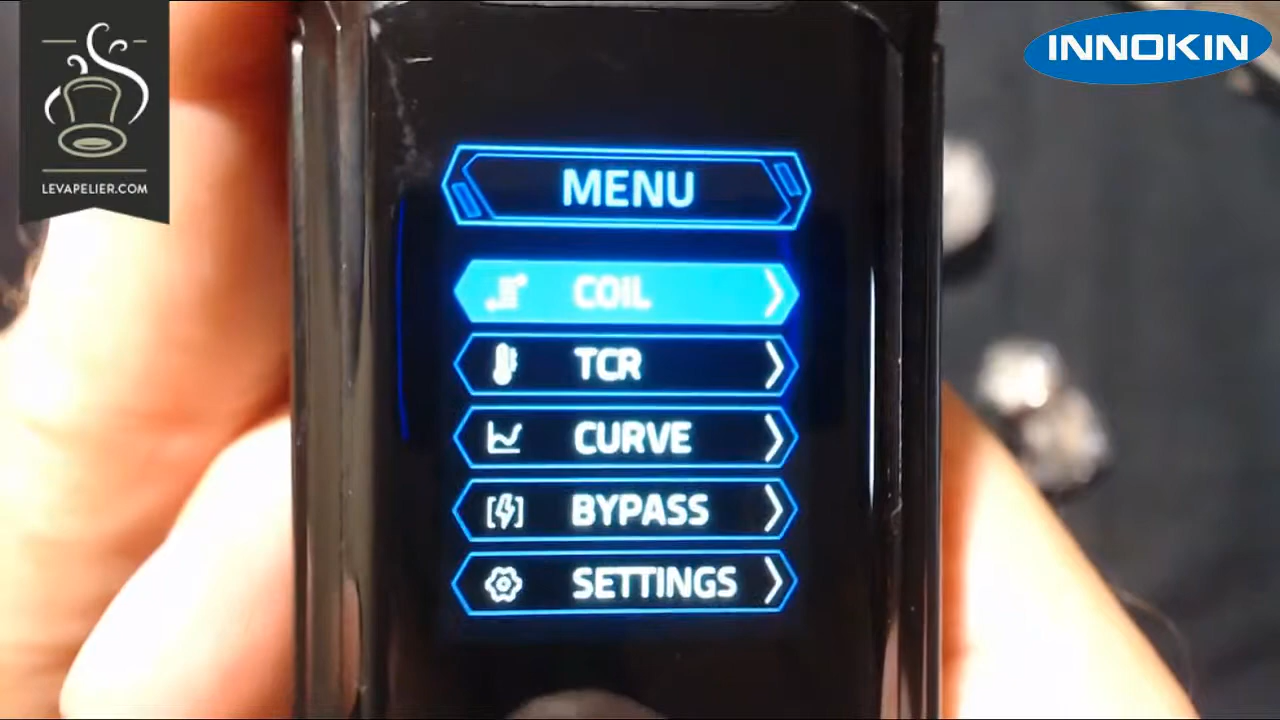 LEVAPELIER.COM
INNOKIN
MENU
COIL
TCR
CURVE
BYPASS
SETTINGS